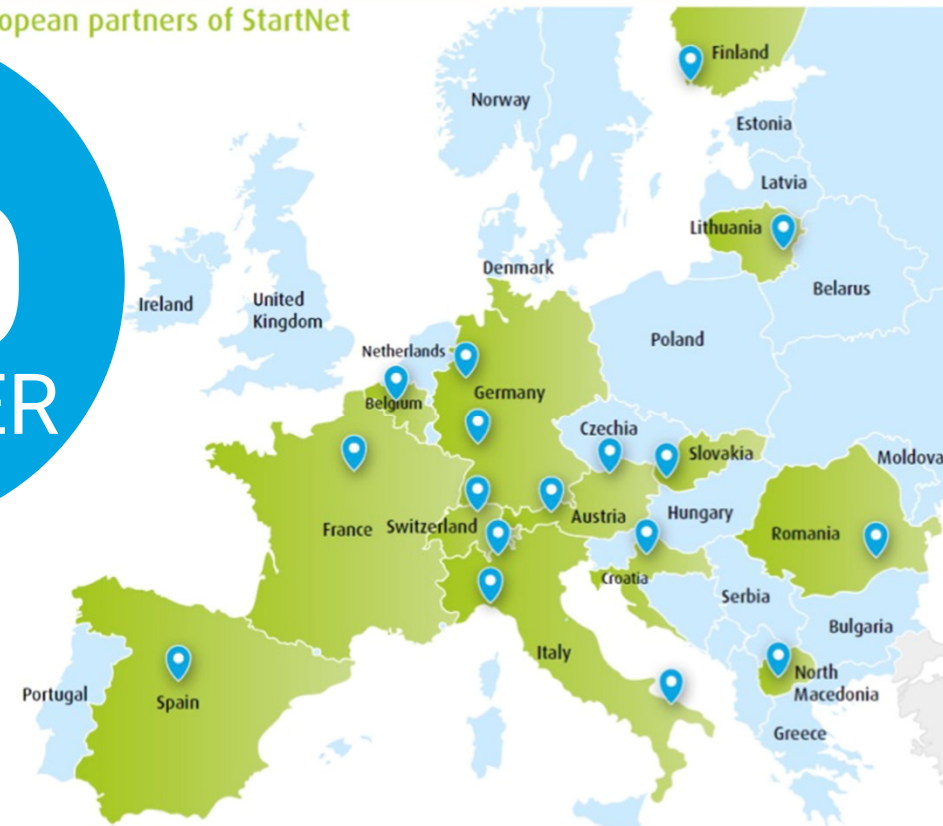 opean partners of StartNet
Finland
Norway
Estonia
Latvia
Lithuania
Denmark
Belarus
Ireland
United
Kingdom
Poland
Netherlands
Germany
Belgium
ER
Czechia
Slovakia
Moldova
Hungary
Austria
France
Switzerland
Romania
Croatia
Serbia
Bulgaria
Italy
North
Macedonia
Portugal
Spain
Greece